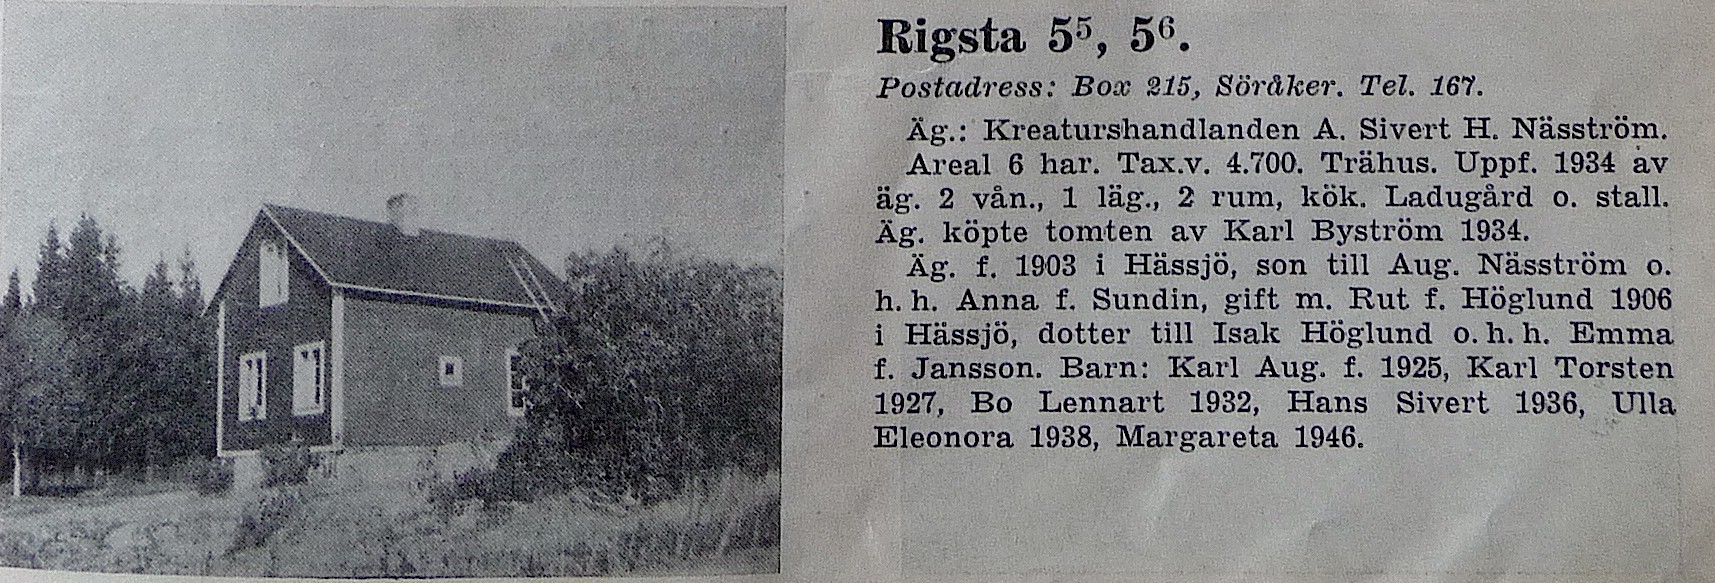 Rigsta 5⁵, 5⁶.
Postadress: Box 215, Söråker. Tel. 167.
Äg.: Kreaturshandlanden A. Sivert H. Näsström.
Areal 6 har. Tax.v. 4.700. Trähus. Uppf. 1934 av
äg. 2 vån., 1 läg., 2 rum, kök. Ladugård o. stall.
Äg. köpte tomten av Karl Byström 1934.
Äg. f. 1903 i Hässjö, son till Aug. Näsström o.
h. h. Anna f. Sundin, gift m. Rut f. Höglund 1906
i Hässjö, dotter till Isak Höglund o. h. h. Emma
f. Jansson. Barn: Karl Aug. f. 1925, Karl Torsten
1927, Bo Lennart 1932, Hans Sivert 1936, Ulla
Eleonora 1938, Margareta 1946.